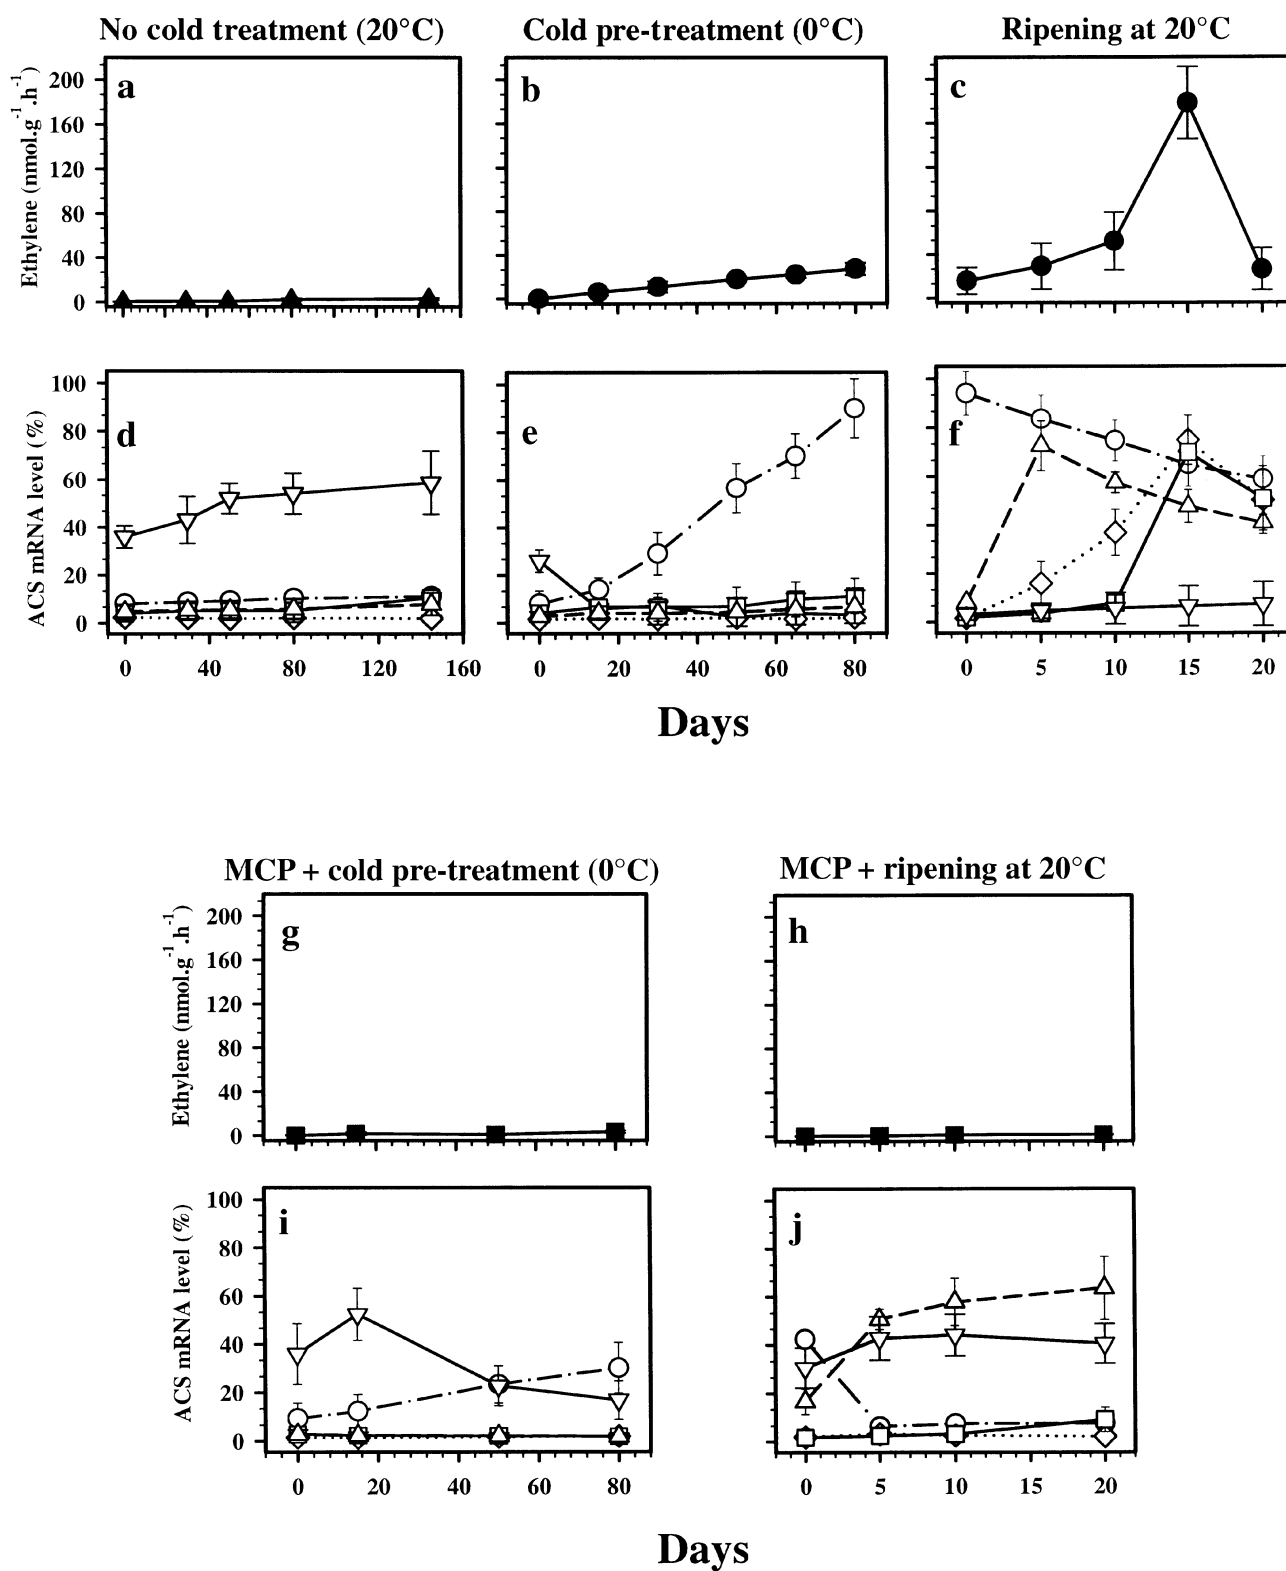 No cold treatment (20°C)
Cold pre-treatment (0°C)
Ripening at 20°C
Ethylene (nmol.g⁻¹.h⁻¹)
200
160
120
80
40
0
a
b
c
ACS mRNA level (%)
100
80
60
40
20
0
d
e
f
0 40 80 120 160
0 20 40 60 80
0 5 10 15 20
Days
MCP + cold pre-treatment (0°C)
MCP + ripening at 20°C
Ethylene (nmol.g⁻¹.h⁻¹)
200
160
120
80
40
0
g
h
ACS mRNA level (%)
100
80
60
40
20
0
i
j
0 20 40 60 80
0 5 10 15 20
Days